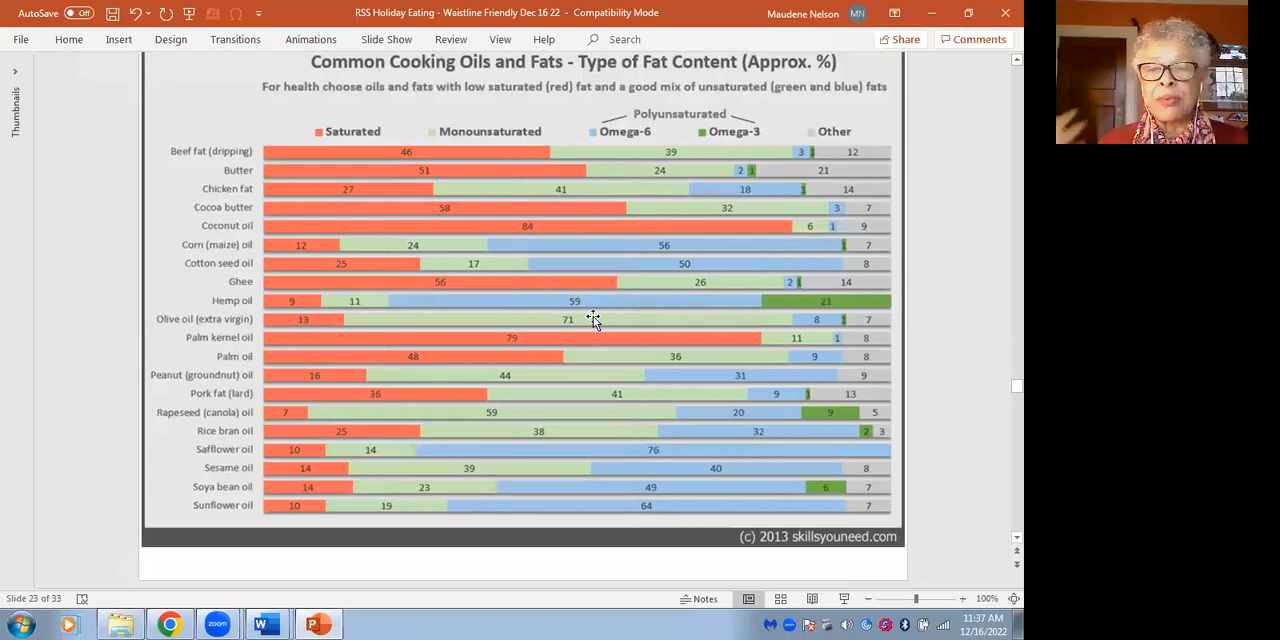 AutoSave Off RSS Holiday Eating - Waistline Friendly Dec 16 22 - Compatibility Mode Maudene Nelson MN
File Home Insert Design Transitions Animations Slide Show Review View Help Search Share Comments
Thumbnails
Common Cooking Oils and Fats - Type of Fat Content (Approx. %)
For health choose oils and fats with low saturated (red) fat and a good mix of unsaturated (green and blue) fats
Polyunsaturated
Saturated Monounsaturated Omega-6 Omega-3 Other
Beef fat (dripping) 46 39 3 1 12
Butter 51 24 2 1 21
Chicken fat 27 41 18 1 14
Cocoa butter 58 32 3 7
Coconut oil 84 6 1 9
Corn (maize) oil 12 24 56 1 7
Cotton seed oil 25 17 50 8
Ghee 56 26 2 1 14
Hemp oil 9 11 59 21
Olive oil (extra virgin) 13 71 8 1 7
Palm kernel oil 79 11 1 8
Palm oil 48 36 9 8
Peanut (groundnut) oil 16 44 31 9
Pork fat (lard) 36 41 9 1 13
Rapeseed (canola) oil 7 59 20 9 5
Rice bran oil 25 38 32 2 3
Safflower oil 10 14 76
Sesame oil 14 39 40 8
Soya bean oil 14 23 49 6 7
Sunflower oil 10 19 64 7
(c) 2013 skillsyouneed.com
Slide 23 of 33 Notes 100%
zoom W P 11:37 AM
12/16/2022